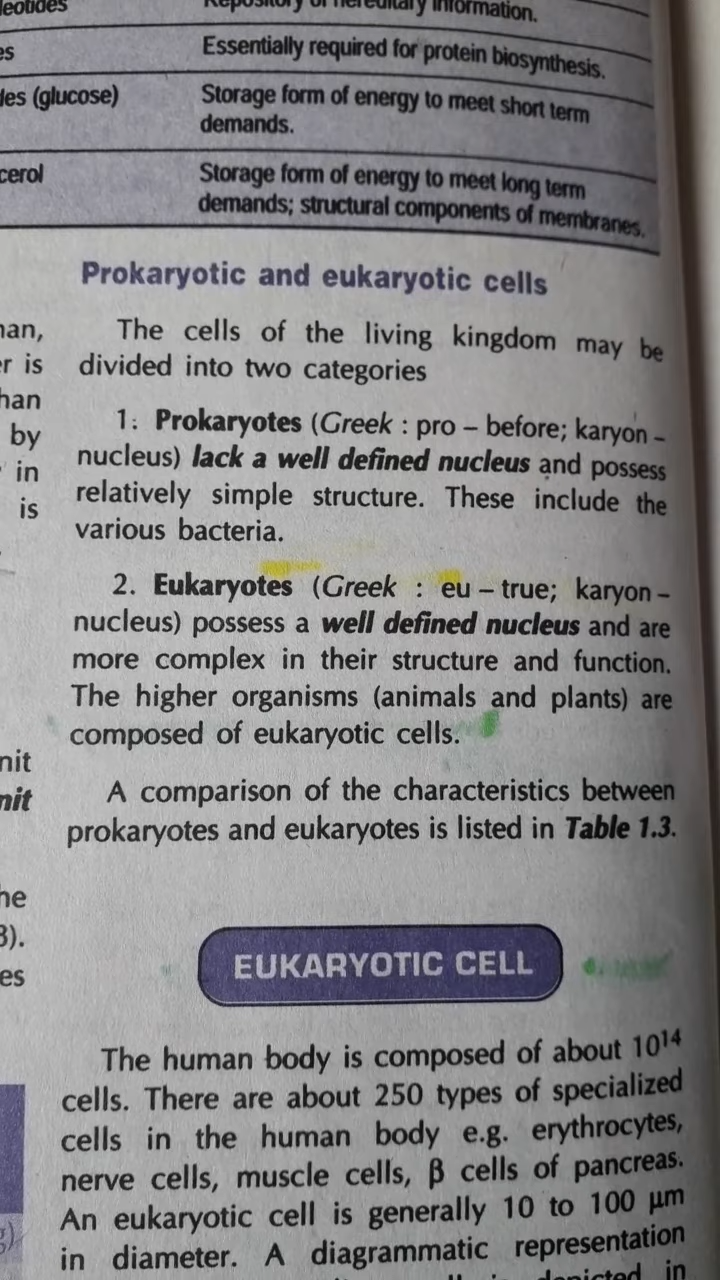 Essentially required for protein biosynthesis.
(glucose)
Storage form of energy to meet short term
demands.
Storage form of energy to meet long term
demands; structural components of membranes.
Prokaryotic and eukaryotic cells
The cells of the living kingdom may be
divided into two categories
1. Prokaryotes (Greek : pro – before; karyon –
nucleus) lack a well defined nucleus and possess
relatively simple structure. These include the
various bacteria.
2. Eukaryotes (Greek : eu – true; karyon –
nucleus) possess a well defined nucleus and are
more complex in their structure and function.
The higher organisms (animals and plants) are
composed of eukaryotic cells.
A comparison of the characteristics between
prokaryotes and eukaryotes is listed in Table 1.3.
EUKARYOTIC CELL
The human body is composed of about 10¹⁴
cells. There are about 250 types of specialized
cells in the human body e.g. erythrocytes,
nerve cells, muscle cells, β cells of pancreas.
An eukaryotic cell is generally 10 to 100 µm
in diameter. A diagrammatic representation
in
by
in
is